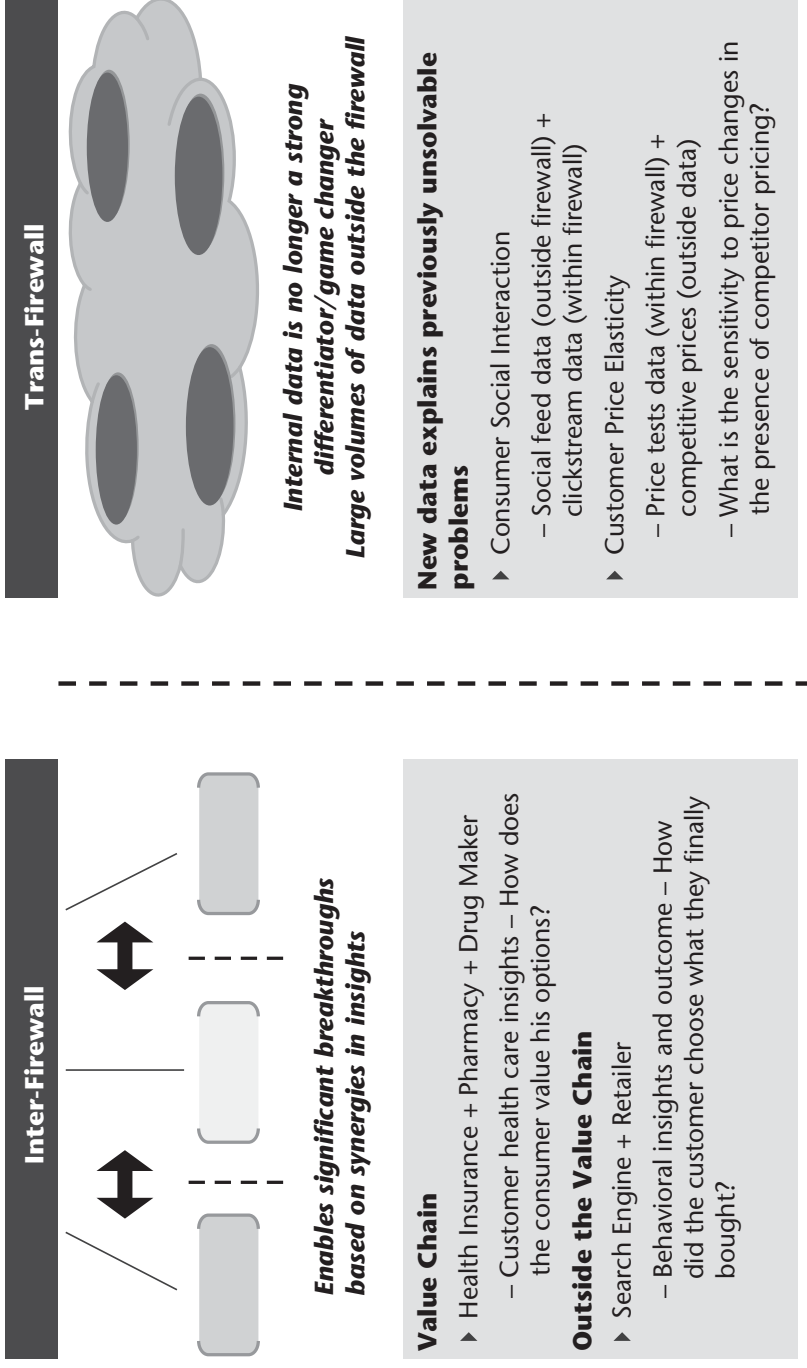 Inter-Firewall
Enables significant breakthroughs
based on synergies in insights
Value Chain
▸ Health Insurance + Pharmacy + Drug Maker
– Customer health care insights – How does
the consumer value his options?
Outside the Value Chain
▸ Search Engine + Retailer
– Behavioral insights and outcome – How
did the customer choose what they finally
bought?
Trans-Firewall
Internal data is no longer a strong
differentiator/game changer
Large volumes of data outside the firewall
New data explains previously unsolvable
problems
▸ Consumer Social Interaction
– Social feed data (outside firewall) +
clickstream data (within firewall)
▸ Customer Price Elasticity
– Price tests data (within firewall) +
competitive prices (outside data)
– What is the sensitivity to price changes in
the presence of competitor pricing?